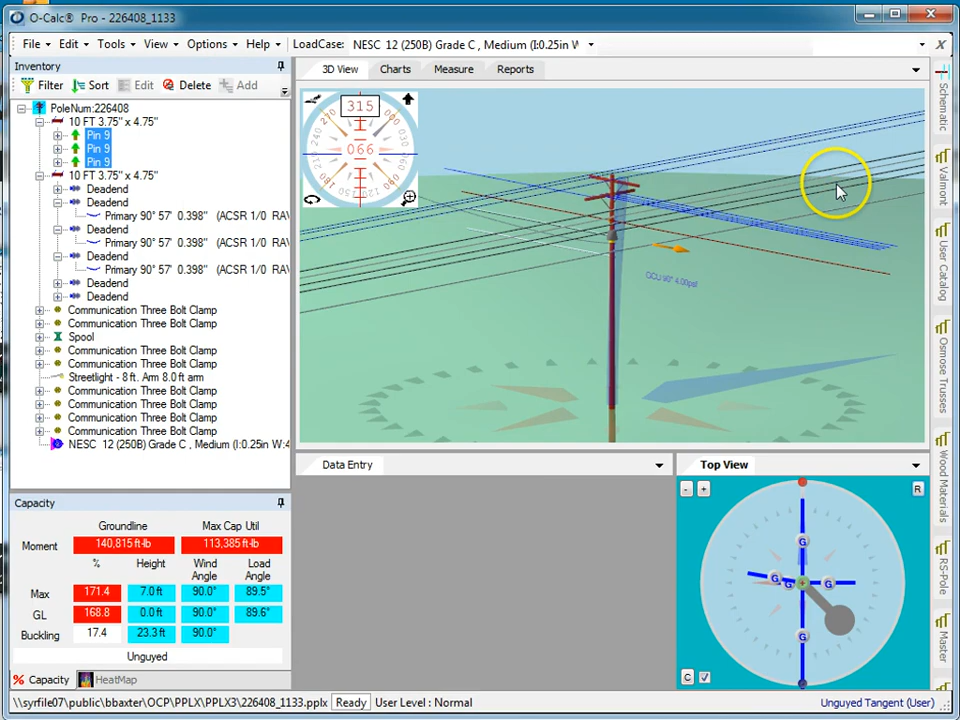 O-Calc® Pro - 226408_1133
File Edit Tools View Options Help LoadCase: NESC 12 (250B) Grade C , Medium (I:0.25in W
Inventory
Filter Sort Edit Delete Add
PoleNum:226408
10 FT 3.75" x 4.75"
Pin 9
Pin 9
Pin 9
10 FT 3.75" x 4.75"
Deadend
Deadend
Primary 90° 57' 0.398" (ACSR 1/0 RAV
Deadend
Primary 90° 57' 0.398" (ACSR 1/0 RAV
Deadend
Primary 90° 57' 0.398" (ACSR 1/0 RAV
Deadend
Deadend
Communication Three Bolt Clamp
Communication Three Bolt Clamp
Spool
Communication Three Bolt Clamp
Communication Three Bolt Clamp
Streetlight - 8 ft. Arm 8.0 ft arm
Communication Three Bolt Clamp
Communication Three Bolt Clamp
Communication Three Bolt Clamp
Communication Three Bolt Clamp
NESC 12 (250B) Grade C, Medium (I:0.25in W:4
Capacity
Groundline Max Cap Util
Moment 140,815 ft-lb 113,385 ft-lb
% Height Wind Angle Load Angle
Max 171.4 7.0 ft 90.0° 89.5°
GL 168.8 0.0 ft 90.0° 89.6°
Buckling 17.4 23.3 ft 90.0°
Unguyed
% Capacity HeatMap
3D View Charts Measure Reports
315
066
GCU 90° 4.00psf
Data Entry
Top View
- + R
G
G G G
G
C
Schematic
Valmont
User Catalog
Osmose Trusses
Wood Materials
RS-Pole
Master
\\syrfile07\public\bbaxter\OCP\PPLX\PPLX3\226408_1133.pplx Ready User Level : Normal Unguyed Tangent (User)